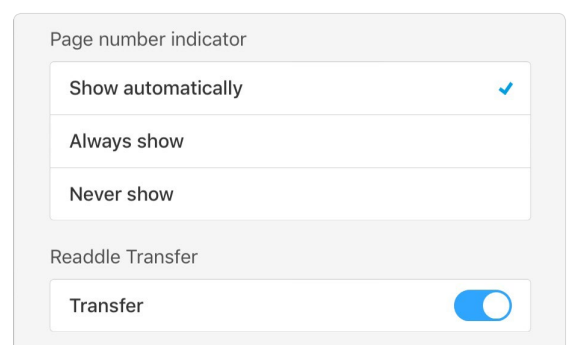 Page number indicator
Show automatically
Always show
Never show
Readdle Transfer
Transfer